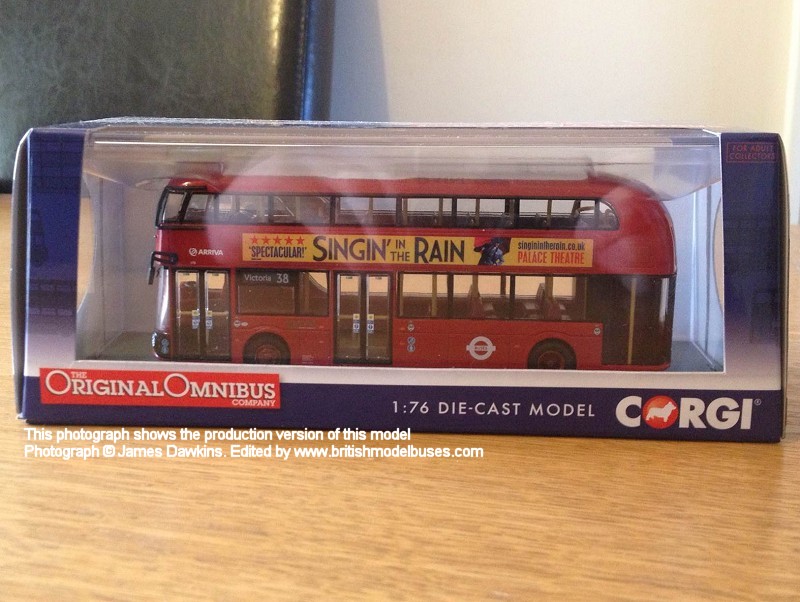 FOR ADULT
COLLECTORS
★★★★★
'SPECTACULAR!'
SINGIN' IN THE RAIN
singinintherain.co.uk
PALACE THEATRE
ARRIVA
Victoria 38
THE
ORIGINAL OMNIBUS
COMPANY
1:76 DIE-CAST MODEL
CORGI®
This photograph shows the production version of this model
Photograph © James Dawkins. Edited by www.britishmodelbuses.com